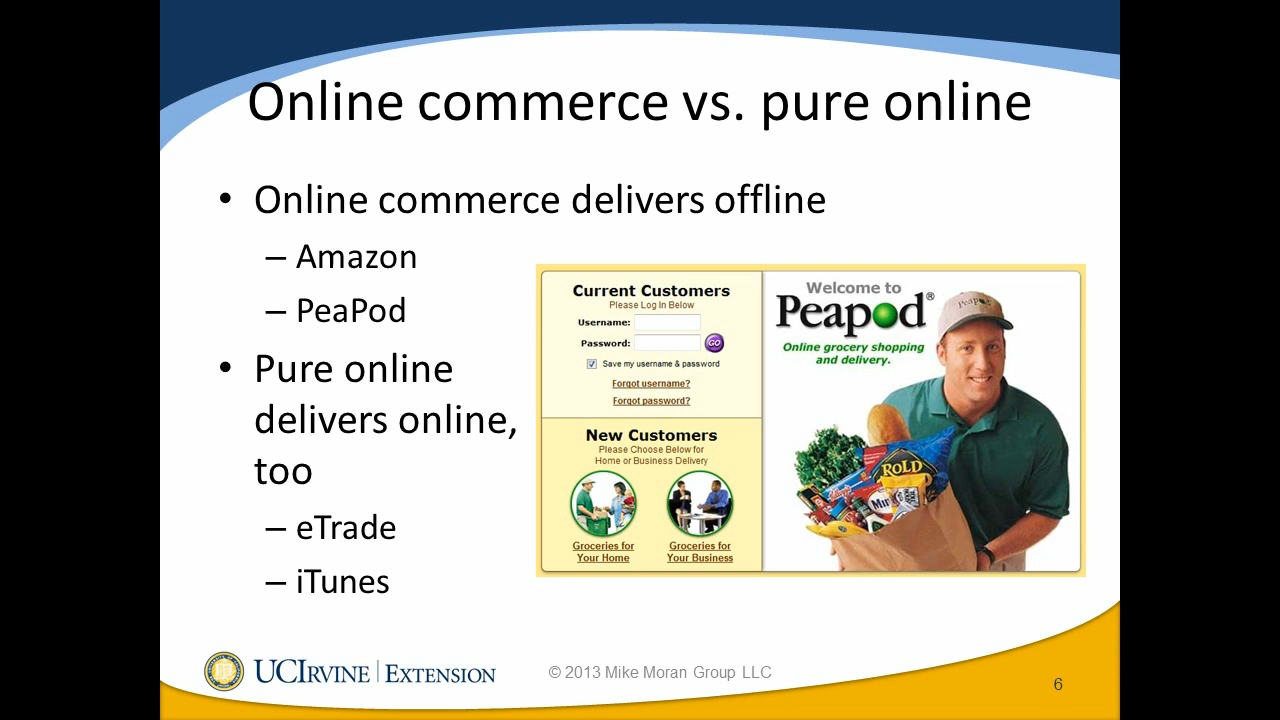 Online commerce vs. pure online
• Online commerce delivers offline
– Amazon
– PeaPod
• Pure online
delivers online,
too
– eTrade
– iTunes
Current Customers
Please Log In Below
Username:
Password:
GO
Save my username & password
Forgot username?
Forgot password?
New Customers
Please Choose Below for
Home or Business Delivery
Groceries for
Your Home
Groceries for
Your Business
Welcome to
Peapod®
Online grocery shopping
and delivery.
Peapod
ROLD
UCIRVINE | EXTENSION
© 2013 Mike Moran Group LLC
6